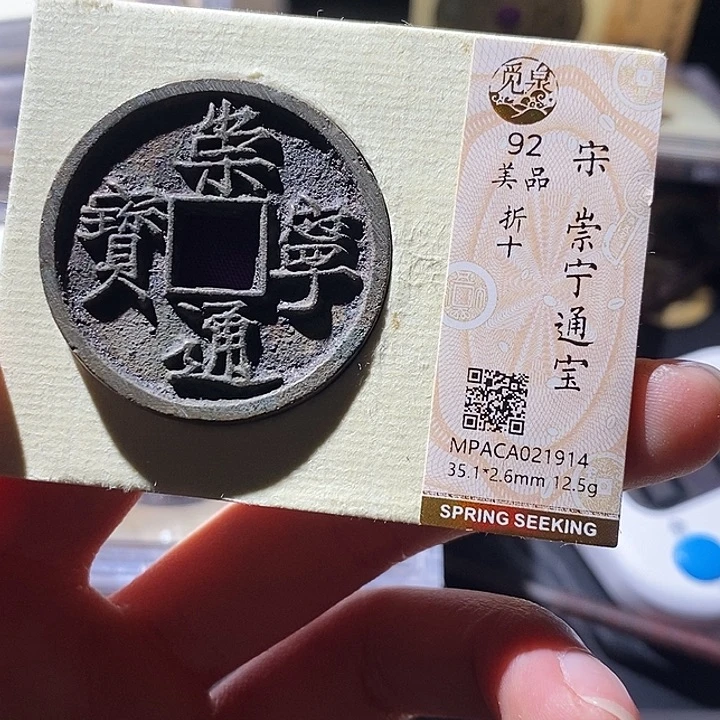 崇寧通寶
覓泉
92
美品
折十
宋 崇宁通宝
MPACA021914
35.1*2.6mm 12.5g
SPRING SEEKING